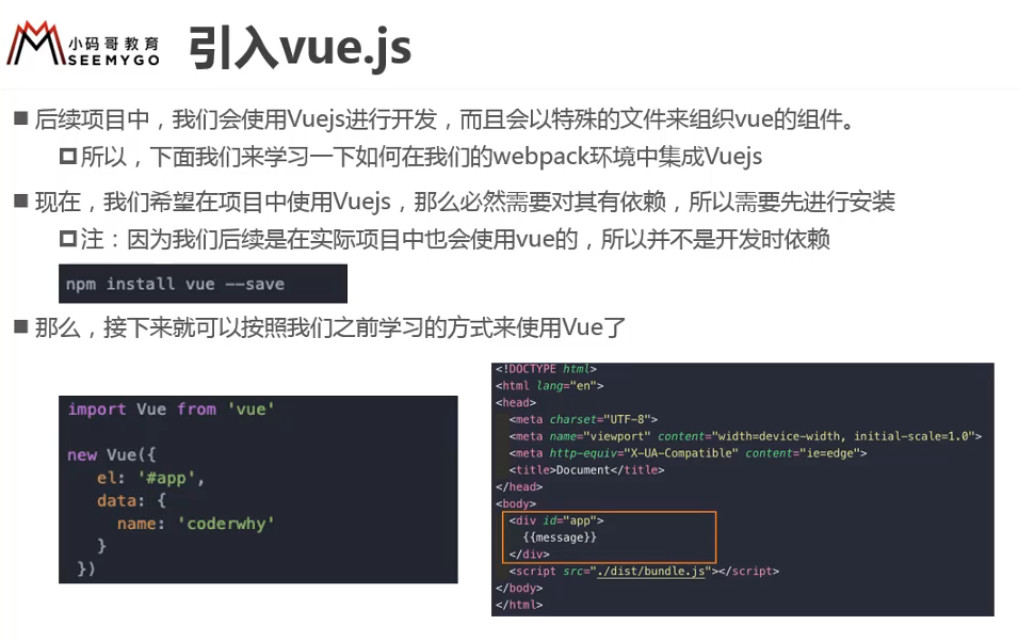 小码哥教育
SEEMYGO
引入vue.js
后续项目中，我们会使用Vuejs进行开发，而且会以特殊的文件来组织vue的组件。
所以，下面我们来学习一下如何在我们的webpack环境中集成Vuejs
现在，我们希望在项目中使用Vuejs，那么必然需要对其有依赖，所以需要先进行安装
注：因为我们后续是在实际项目中也会使用vue的，所以并不是开发时依赖
npm install vue --save
那么，接下来就可以按照我们之前学习的方式来使用Vue了
import Vue from 'vue'
new Vue({
el: '#app',
data: {
name: 'coderwhy'
}
})
<!DOCTYPE html>
<html lang="en">
<head>
<meta charset="UTF-8">
<meta name="viewport" content="width=device-width, initial-scale=1.0">
<meta http-equiv="X-UA-Compatible" content="ie=edge">
<title>Document</title>
</head>
<body>
<div id="app">
{{message}}
</div>
<script src="./dist/bundle.js"></script>
</body>
</html>